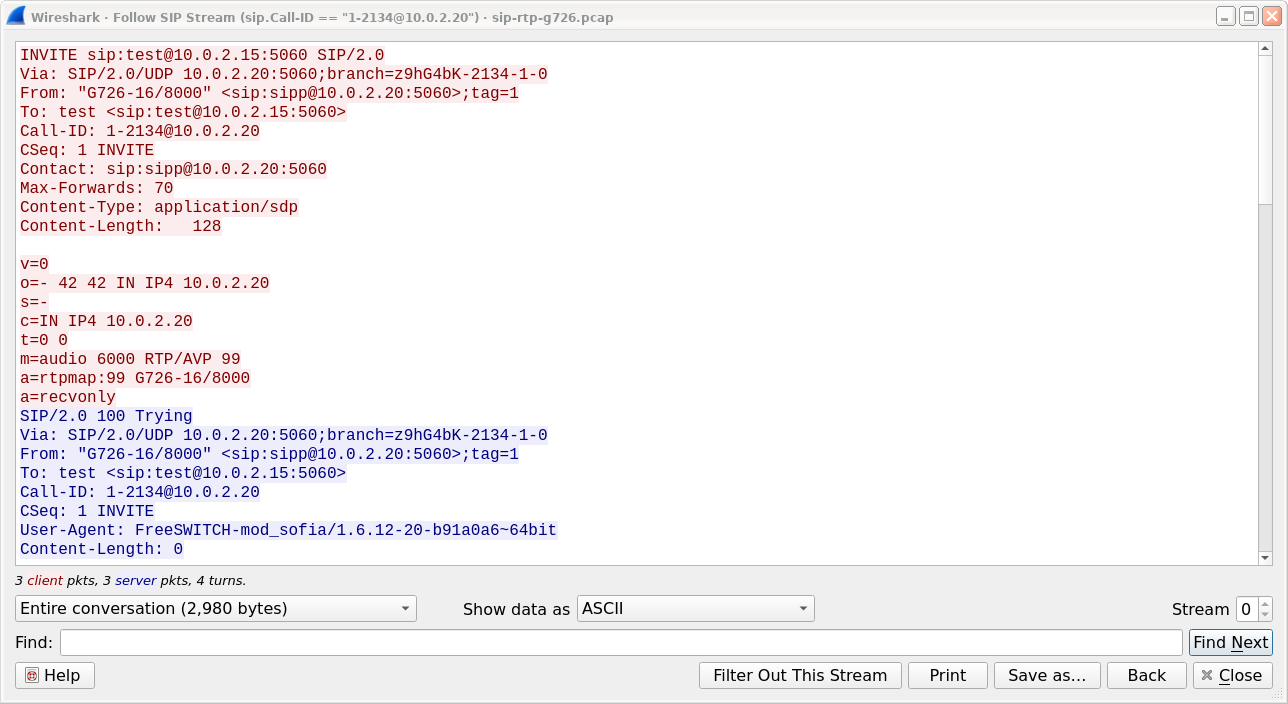 Wireshark · Follow SIP Stream (sip.Call-ID == "1-2134@10.0.2.20") · sip-rtp-g726.pcap
INVITE sip:test@10.0.2.15:5060 SIP/2.0
Via: SIP/2.0/UDP 10.0.2.20:5060;branch=z9hG4bK-2134-1-0
From: "G726-16/8000" <sip:sipp@10.0.2.20:5060>;tag=1
To: test <sip:test@10.0.2.15:5060>
Call-ID: 1-2134@10.0.2.20
CSeq: 1 INVITE
Contact: sip:sipp@10.0.2.20:5060
Max-Forwards: 70
Content-Type: application/sdp
Content-Length:   128
v=0
o=- 42 42 IN IP4 10.0.2.20
s=-
c=IN IP4 10.0.2.20
t=0 0
m=audio 6000 RTP/AVP 99
a=rtpmap:99 G726-16/8000
a=recvonly
SIP/2.0 100 Trying
Via: SIP/2.0/UDP 10.0.2.20:5060;branch=z9hG4bK-2134-1-0
From: "G726-16/8000" <sip:sipp@10.0.2.20:5060>;tag=1
To: test <sip:test@10.0.2.15:5060>
Call-ID: 1-2134@10.0.2.20
CSeq: 1 INVITE
User-Agent: FreeSWITCH-mod_sofia/1.6.12-20-b91a0a6~64bit
Content-Length: 0
3 client pkts, 3 server pkts, 4 turns.
Entire conversation (2,980 bytes) Show data as ASCII Stream 0
Find: Find Next
Help Filter Out This Stream Print Save as... Back Close